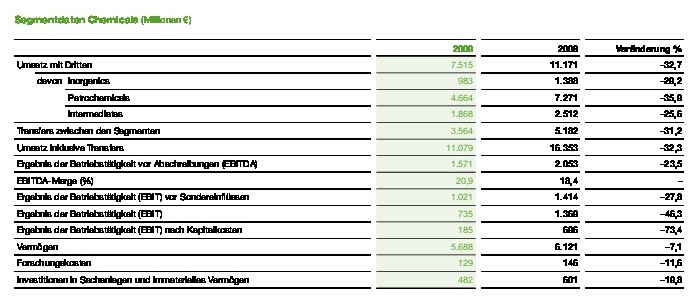 Segmentdaten Chemicals (Millionen €)
2009 2008 Veränderung %
Umsatz mit Dritten 7.515 11.171 –32,7
davon Inorganics 983 1.388 –29,2
Petrochemicals 4.664 7.271 –35,9
Intermediates 1.868 2.512 –25,6
Transfers zwischen den Segmenten 3.564 5.182 –31,2
Umsatz inklusive Transfers 11.079 16.353 –32,3
Ergebnis der Betriebstätigkeit vor Abschreibungen (EBITDA) 1.571 2.053 –23,5
EBITDA-Marge (%) 20,9 18,4 –
Ergebnis der Betriebstätigkeit (EBIT) vor Sondereinflüssen 1.021 1.414 –27,8
Ergebnis der Betriebstätigkeit (EBIT) 735 1.369 –46,3
Ergebnis der Betriebstätigkeit (EBIT) nach Kapitalkosten 185 696 –73,4
Vermögen 5.688 6.121 –7,1
Forschungskosten 129 146 –11,6
Investitionen in Sachanlagen und immaterielles Vermögen 482 601 –19,8